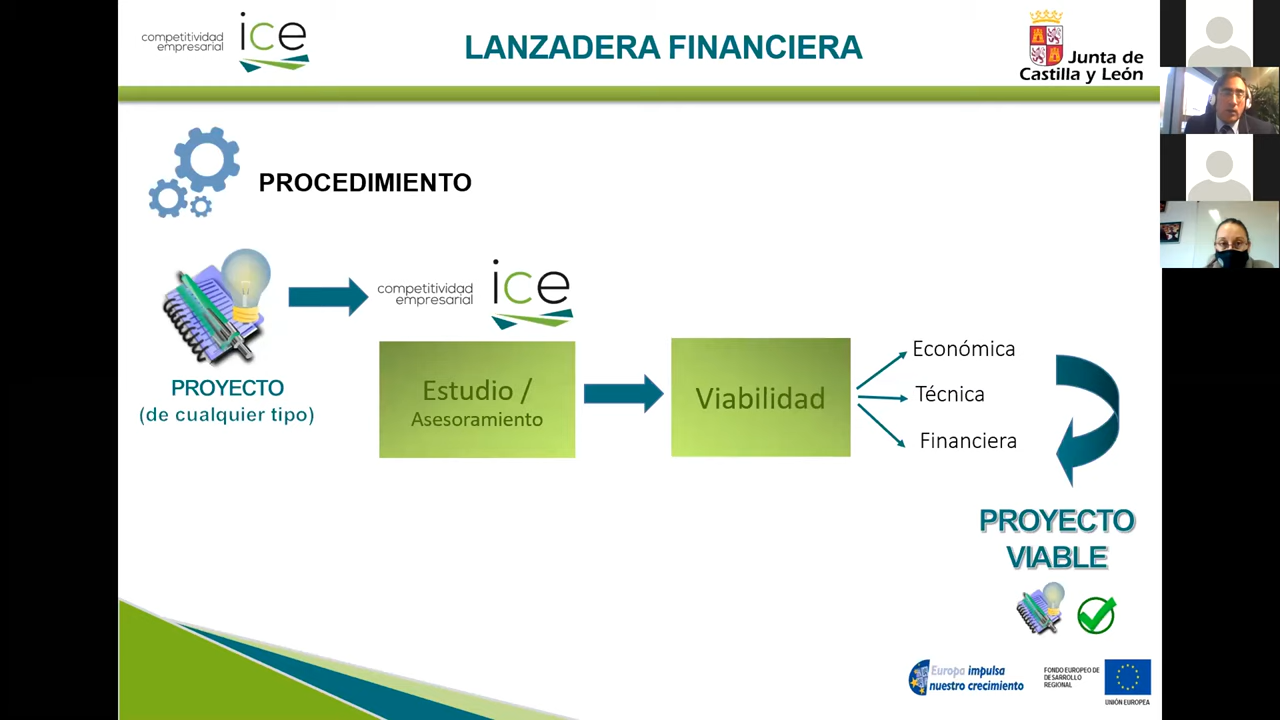 competitividad
empresarial
ice
LANZADERA FINANCIERA
Junta de
Castilla y León
PROCEDIMIENTO
competitividad
empresarial
ice
PROYECTO
(de cualquier tipo)
Estudio /
Asesoramiento
Viabilidad
Económica
Técnica
Financiera
PROYECTO
VIABLE
Europa impulsa
nuestro crecimiento
FONDO EUROPEO DE
DESARROLLO
REGIONAL
UNIÓN EUROPEA